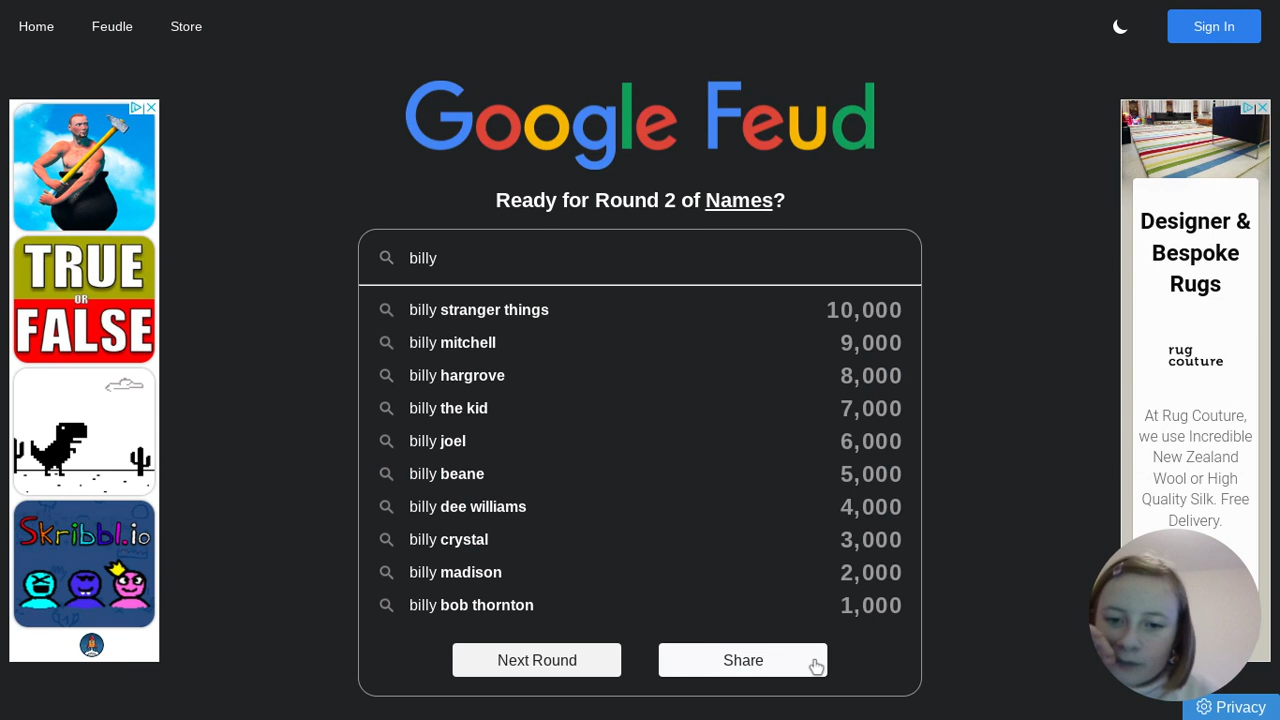 Home
Feudle
Store
Sign In
Google Feud
Ready for Round 2 of Names?
billy
billy stranger things 10,000
billy mitchell 9,000
billy hargrove 8,000
billy the kid 7,000
billy joel 6,000
billy beane 5,000
billy dee williams 4,000
billy crystal 3,000
billy madison 2,000
billy bob thornton 1,000
Next Round
Share
TRUE
OR
FALSE
Skribbl.io
Designer &
Bespoke
Rugs
rug
couture
At Rug Couture,
we use Incredible
New Zealand
Wool or High
Quality Silk. Free
Delivery.
Privacy